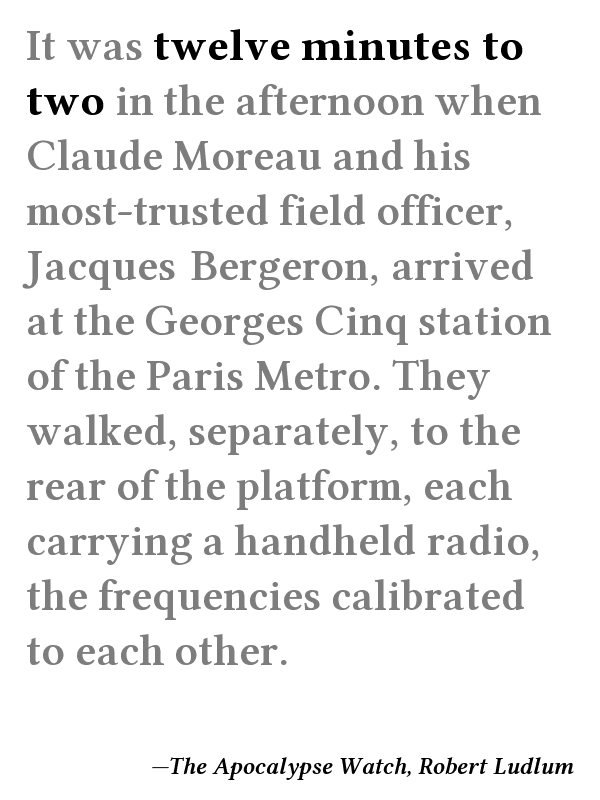 It was twelve minutes to
two in the afternoon when
Claude Moreau and his
most-trusted field officer,
Jacques Bergeron, arrived
at the Georges Cinq station
of the Paris Metro. They
walked, separately, to the
rear of the platform, each
carrying a handheld radio,
the frequencies calibrated
to each other.
—The Apocalypse Watch, Robert Ludlum